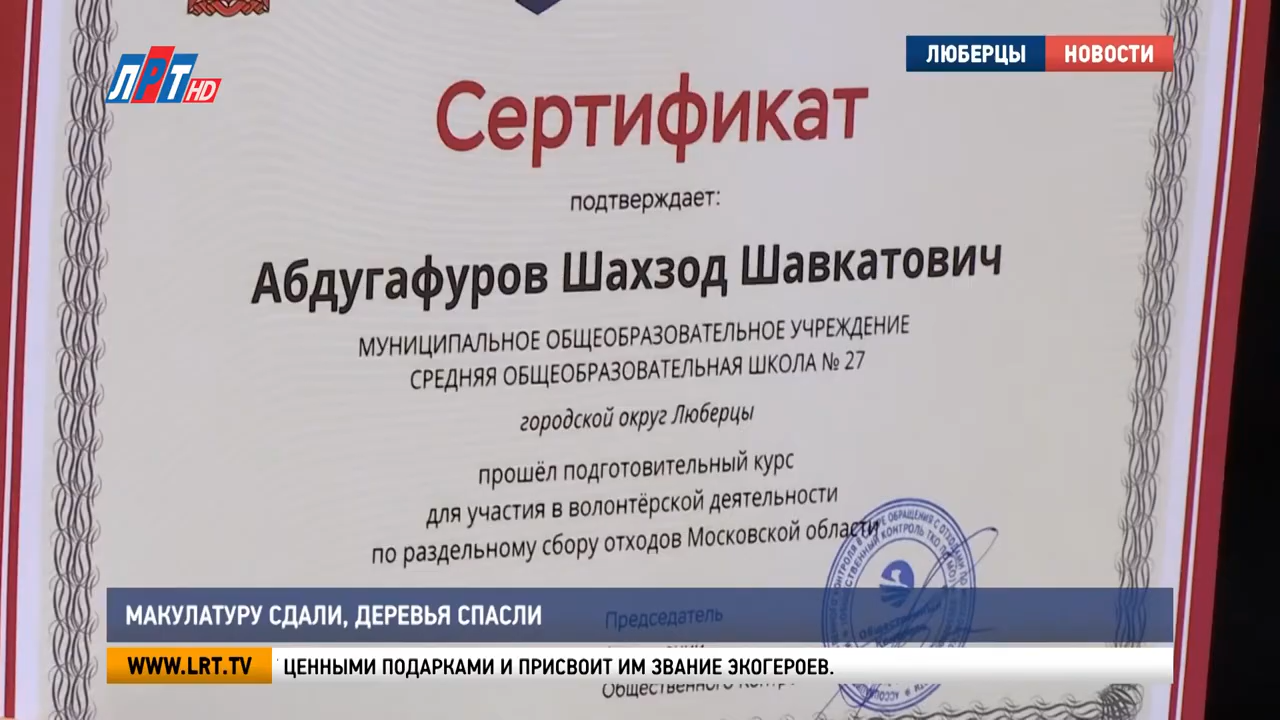 ЛРТ HD
ЛЮБЕРЦЫ НОВОСТИ
Сертификат
подтверждает:
Абдугафуров Шахзод Шавкатович
МУНИЦИПАЛЬНОЕ ОБЩЕОБРАЗОВАТЕЛЬНОЕ УЧРЕЖДЕНИЕ
СРЕДНЯЯ ОБЩЕОБРАЗОВАТЕЛЬНАЯ ШКОЛА № 27
городской округ Люберцы
прошёл подготовительный курс
для участия в волонтёрской деятельности
по раздельному сбору отходов Московской области
МАКУЛАТУРУ СДАЛИ, ДЕРЕВЬЯ СПАСЛИ
Председатель
WWW.LRT.TV ЦЕННЫМИ ПОДАРКАМИ И ПРИСВОИТ ИМ ЗВАНИЕ ЭКОГЕРОЕВ.
Общественного